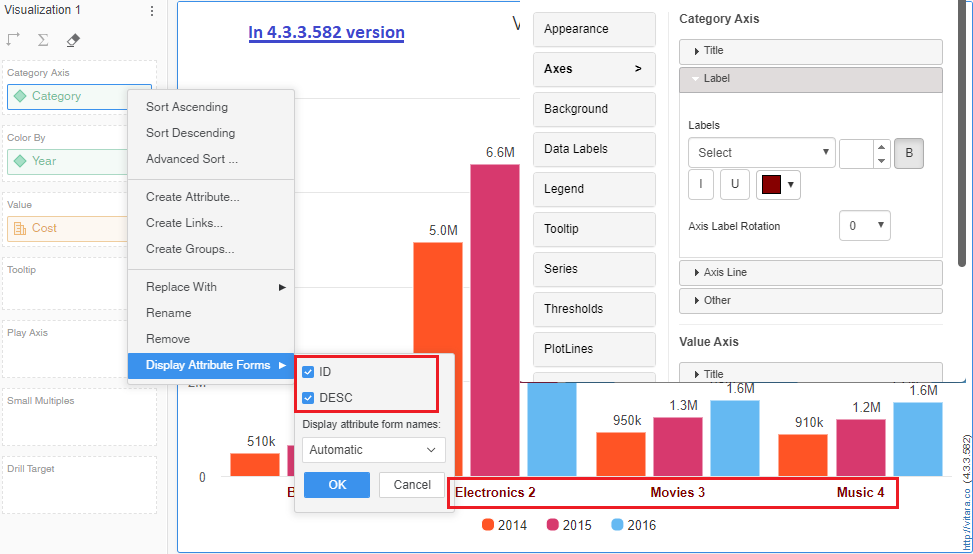 Visualization 1
Category Axis
Category
Color By
Year
Value
Cost
Tooltip
Play Axis
Small Multiples
Drill Target
Sort Ascending
Sort Descending
Advanced Sort ...
Create Attribute...
Create Links...
Create Groups...
Replace With
Rename
Remove
Display Attribute Forms
ID
DESC
Display attribute form names:
Automatic
OK
Cancel
In 4.3.3.582 version
V
Appearance
Axes >
Background
Data Labels
Legend
Tooltip
Series
Thresholds
PlotLines
Category Axis
Title
Label
Labels
Select
B
I U
Axis Label Rotation 0
Axis Line
Other
Value Axis
Title
6.6M
5.0M
1.6M
1.6M
1.3M
1.2M
950k
910k
510k
0
B
Electronics 2 Movies 3 Music 4
2014 2015 2016
http://vitara.co (4.3.3.582)